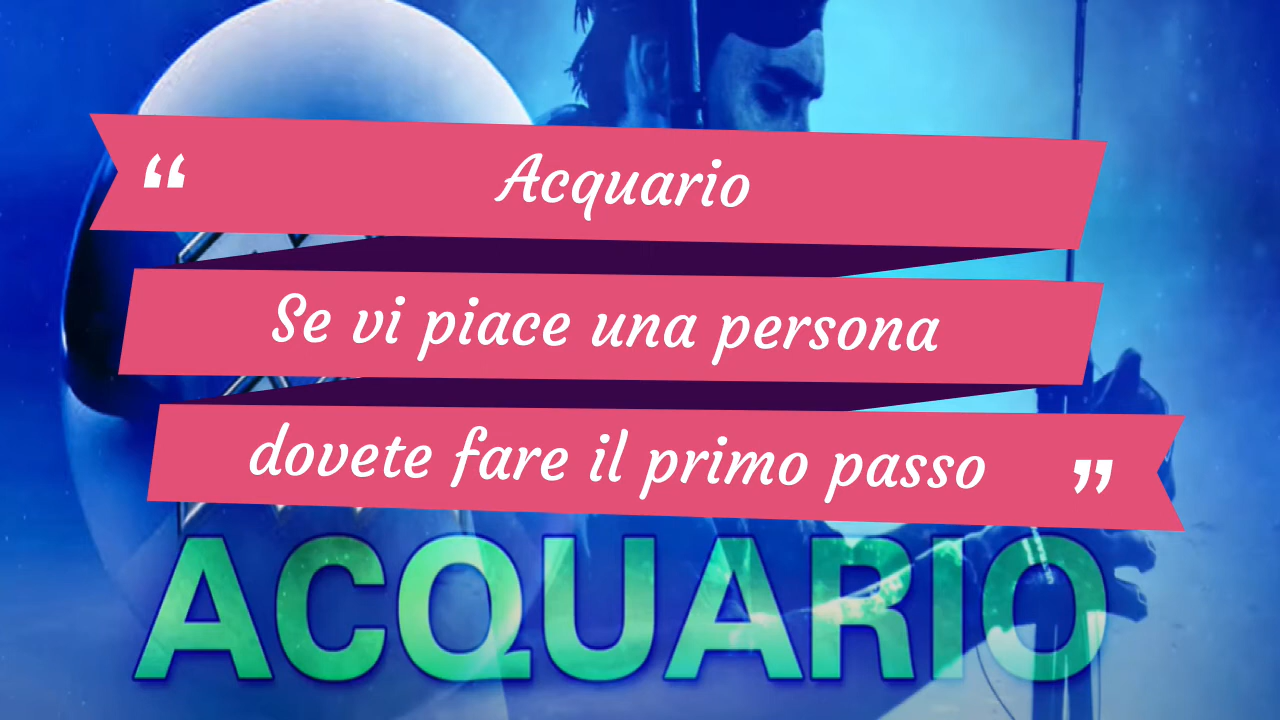 “ Acquario
Se vi piace una persona
dovete fare il primo passo ”
ACQUARIO